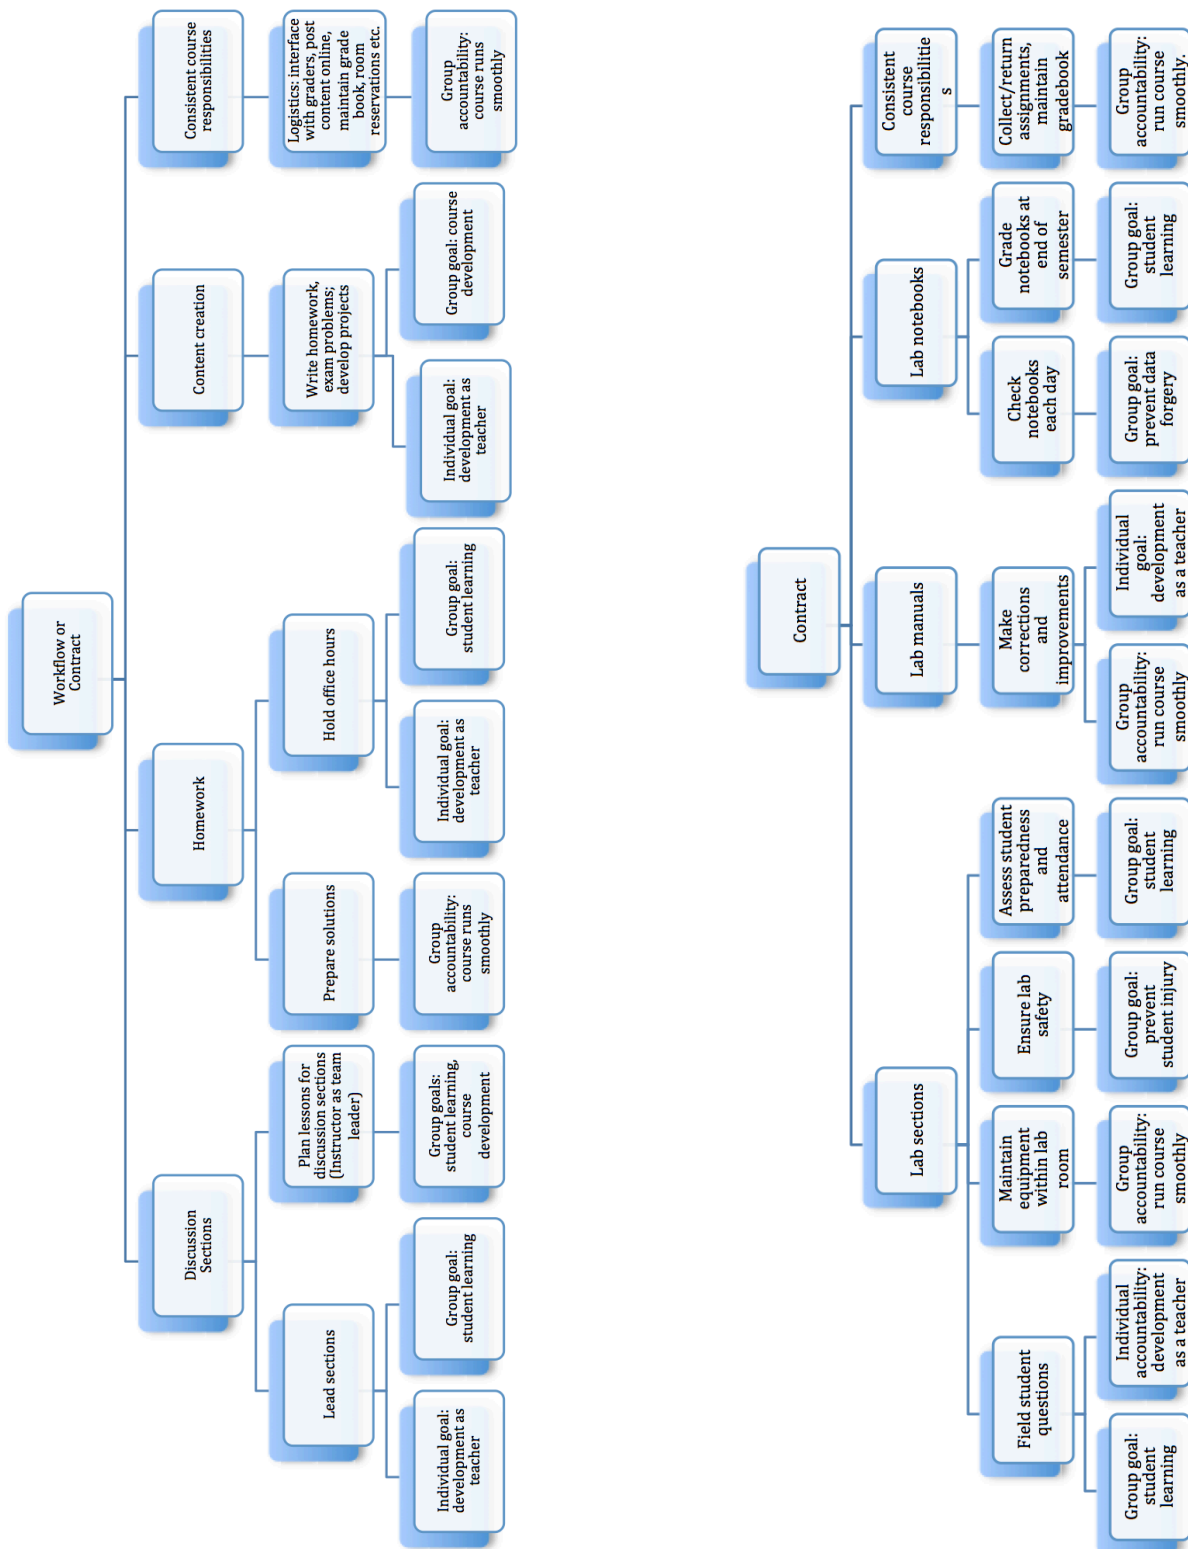 Workflow or
Contract
Discussion
Sections
Homework
Content creation
Consistent course
responsibilities
Lead sections
Plan lessons for
discussion sections
(Instructor as team
leader)
Prepare solutions
Hold office hours
Write homework,
exam problems;
develop projects
Logistics: interface
with graders, post
content online,
maintain grade
book, room
reservations etc.
Individual goal:
development as
teacher
Group goal:
student learning
Group goals:
student learning,
course
development
Group
accountability:
course runs
smoothly
Individual goal:
development as
teacher
Group goal:
student learning
Individual goal:
development as
teacher
Group goal: course
development
Group
accountability:
course runs
smoothly
Contract
Lab sections
Lab manuals
Lab notebooks
Consistent
course
responsibilitie
s
Field student
questions
Maintain
equipment
within lab
room
Ensure lab
safety
Assess student
preparedness
and
attendance
Make
corrections
and
improvements
Check
notebooks
each day
Grade
notebooks at
end of
semester
Collect/return
assignments,
maintain
gradebook
Group goal:
student
learning
Individual
accountability:
development
as a teacher
Group
accountability:
run course
smoothly
Group goal:
prevent
student injury
Group goal:
student
learning
Group
accountability:
run course
smoothly
Individual
goal:
development
as a teacher
Group goal:
prevent data
forgery
Group goal:
student
learning
Group
accountability:
run course
smoothly.